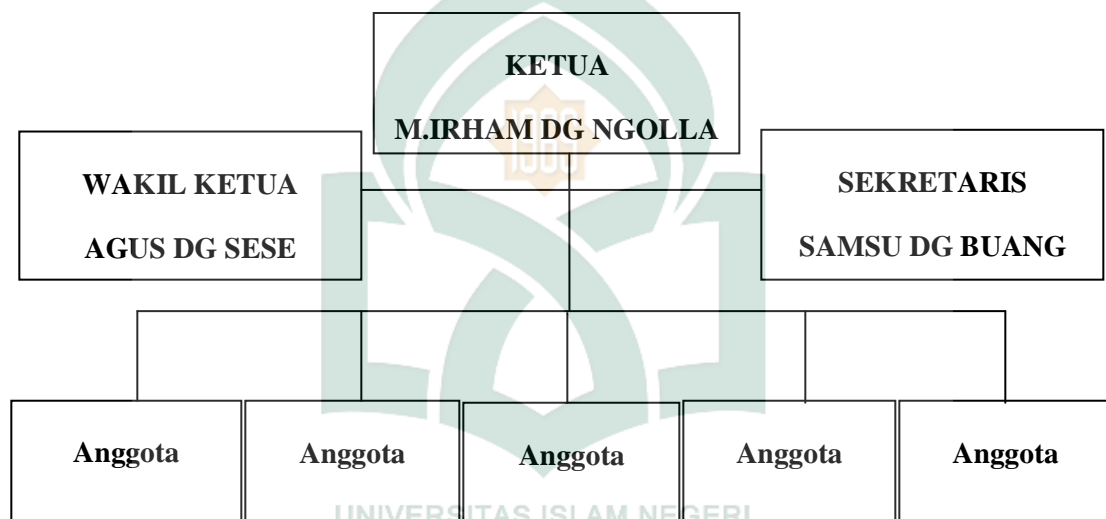 KETUA
M.IRHAM DG NGOLLA
1989
WAKIL KETUA
AGUS DG SESE
SEKRETARIS
SAMSU DG BUANG
Anggota
Anggota
Anggota
Anggota
Anggota
UNIVERSITAS ISLAM NEGERI